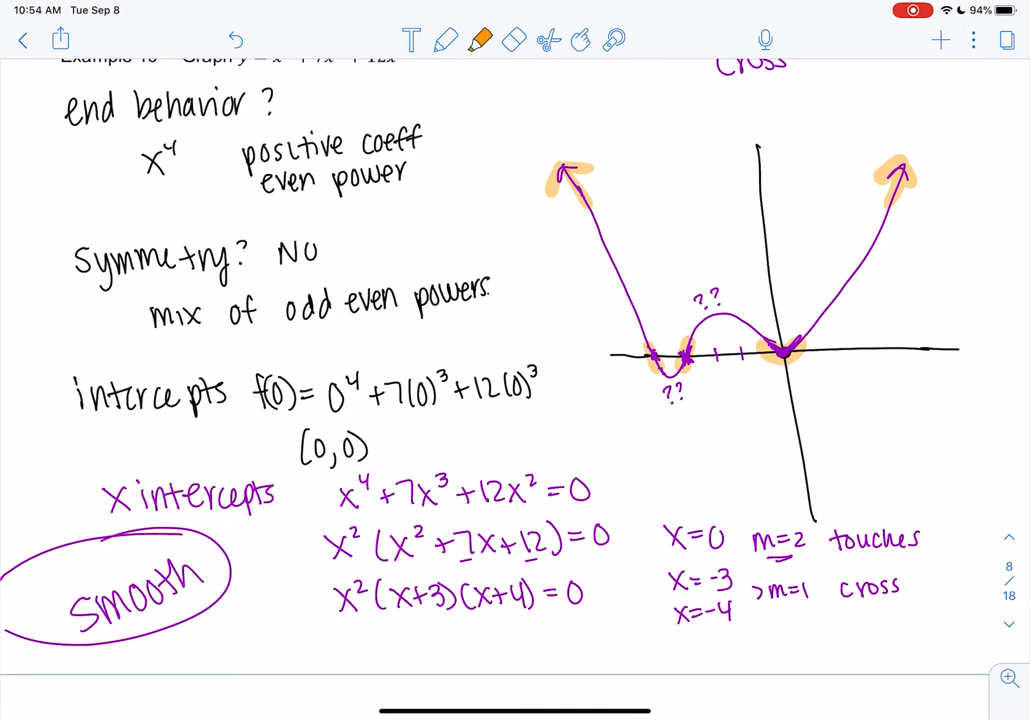 10:54 AM Tue Sep 8
94%
cross
end behavior ?
x⁴ positive coeff
even power
Symmetry? NO
mix of odd even powers.
intercepts f(0) = 0⁴ + 7(0)³ + 12(0)³
(0,0)
x intercepts x⁴ + 7x³ + 12x² = 0
x² (x² + 7x + 12) = 0
x² (x+3)(x+4) = 0
smooth
x=0 m=2 touches
x=-3
>m=1 cross
x=-4
??
??
8
/
18
T